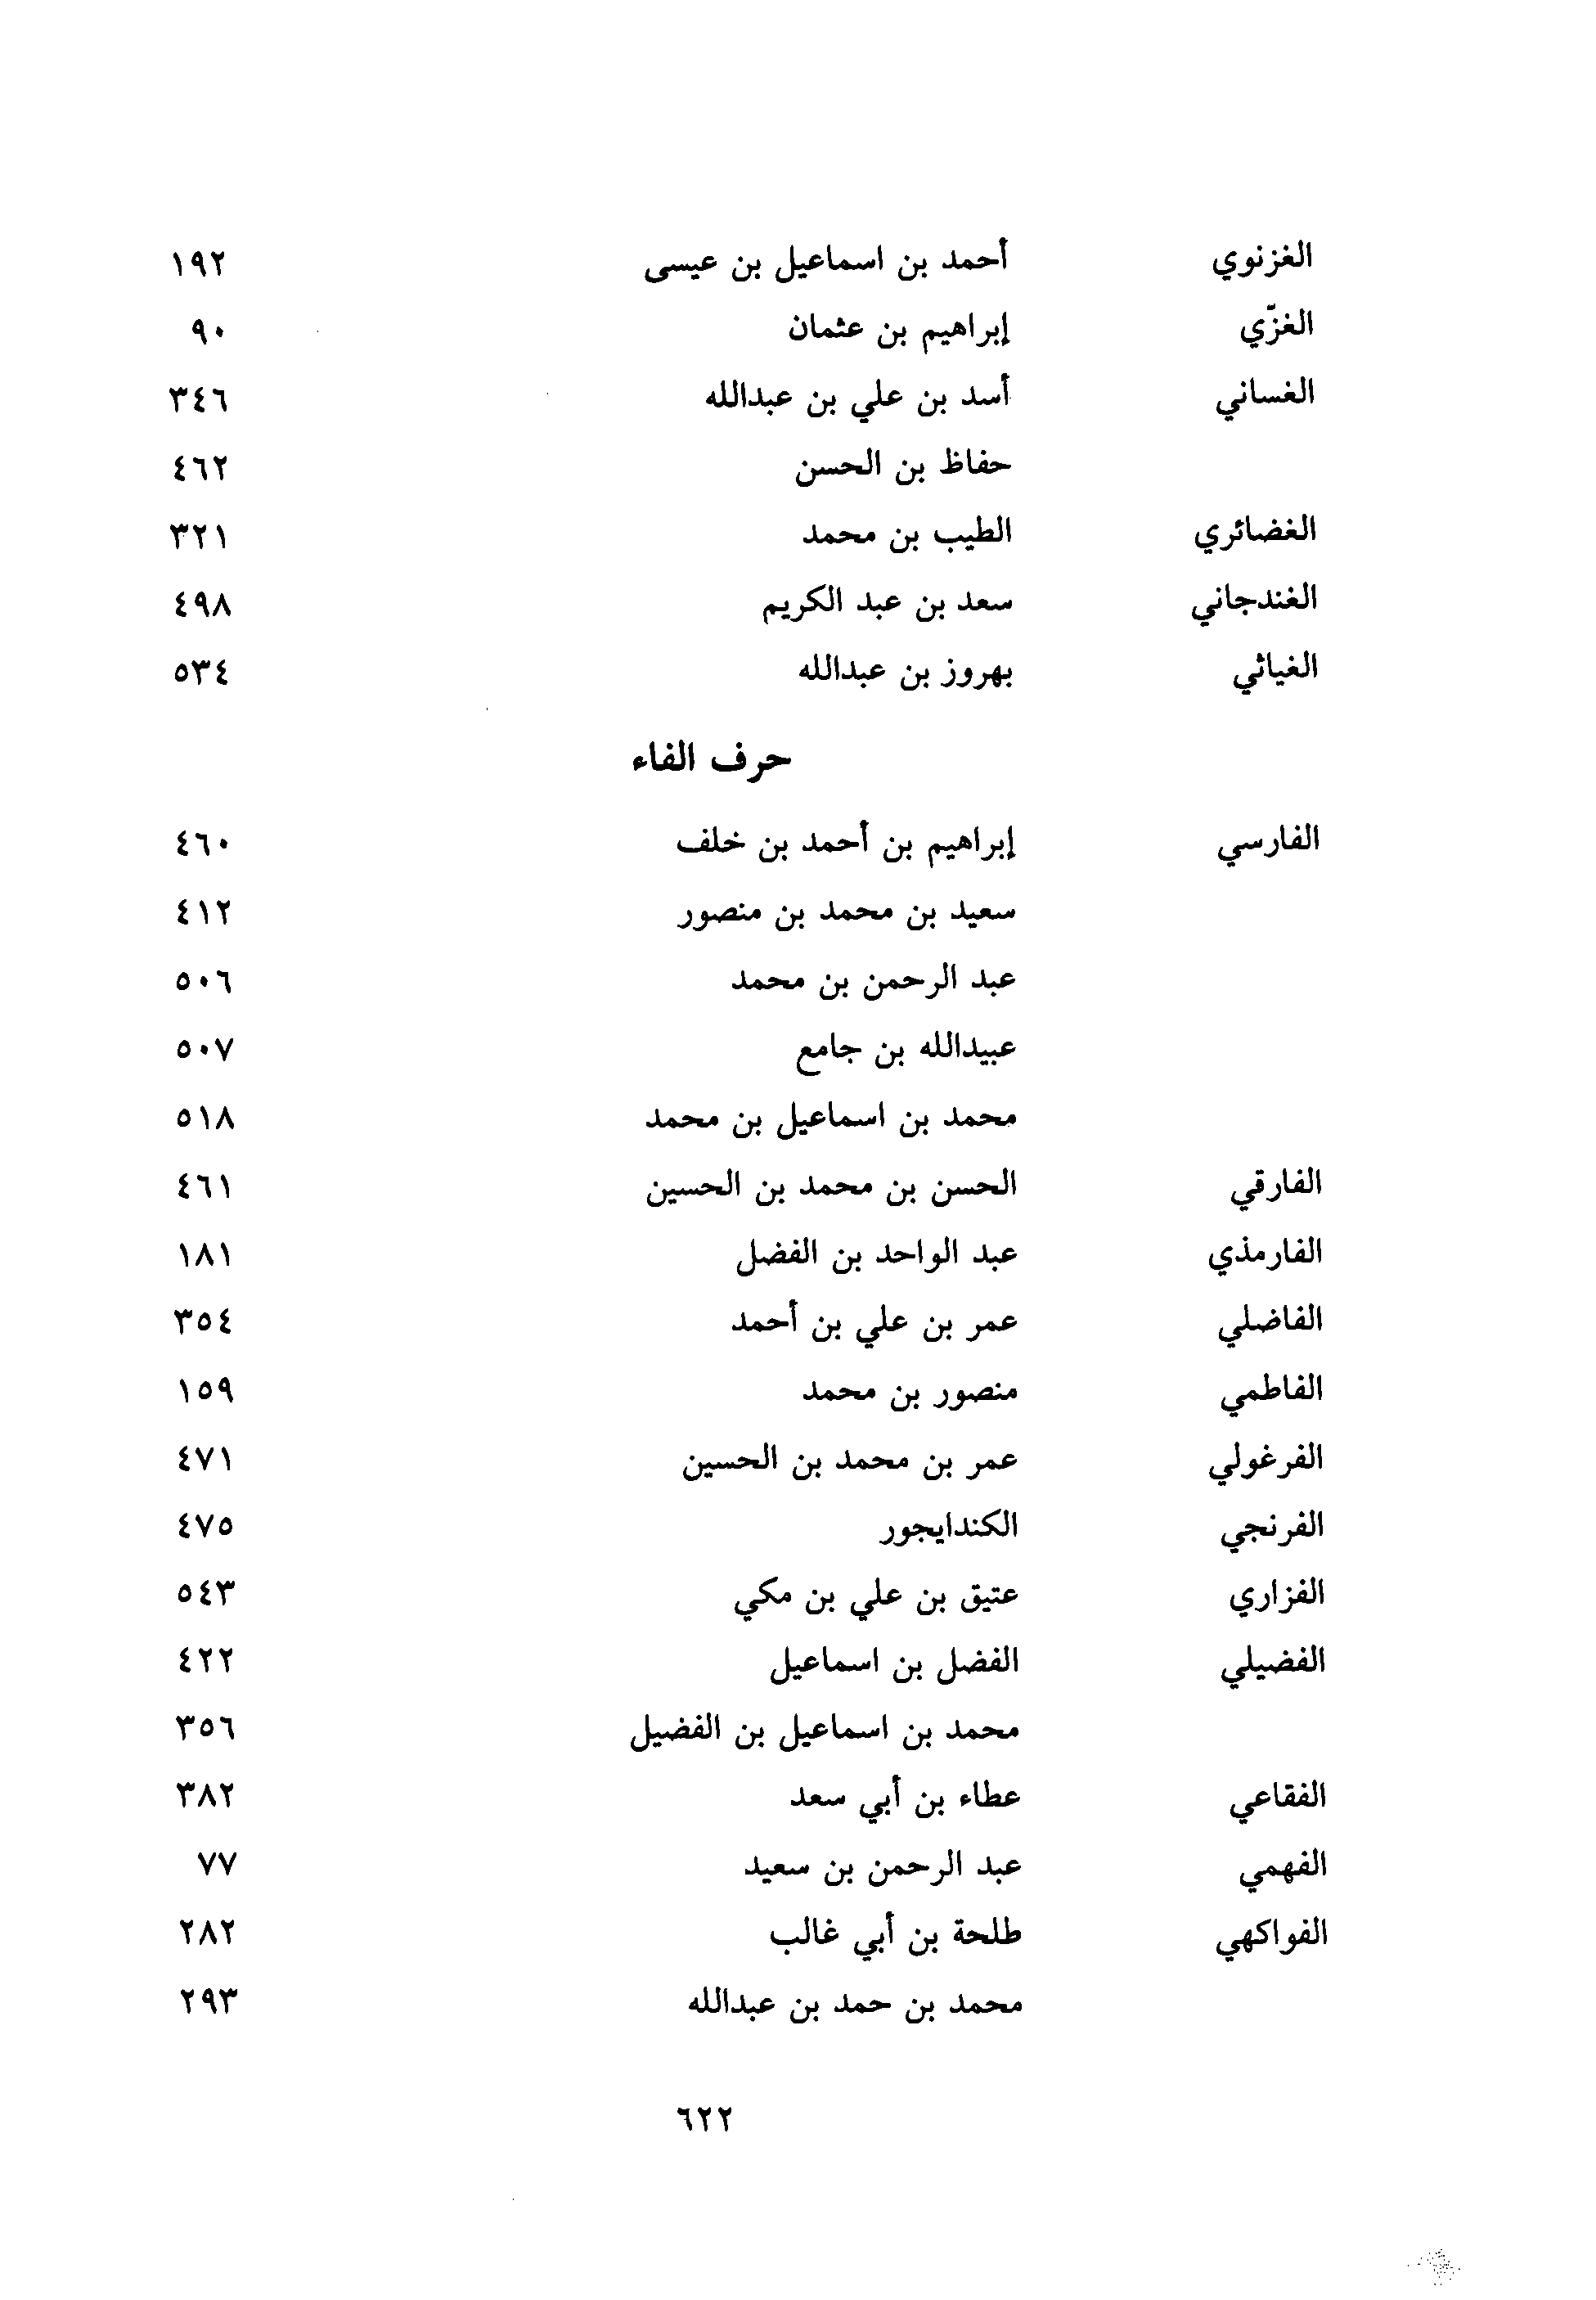 الغزنوي أحمد بن اسماعيل بن عيسى ١٩٢
الغزّي إبراهيم بن عثمان ٩٠
الغساني أسد بن علي بن عبدالله ٣٤٦
حفاظ بن الحسن ٤٦٢
الغضائري الطيب بن محمد ٣٢١
الغندجاني سعد بن عبد الكريم ٤٩٨
الغياثي بهروز بن عبدالله ٥٣٤
حرف الفاء
الفارسي إبراهيم بن أحمد بن خلف ٤٦٠
سعيد بن محمد بن منصور ٤١٢
عبد الرحمن بن محمد ٥٠٦
عبيدالله بن جامع ٥٠٧
محمد بن اسماعيل بن محمد ٥١٨
الفارقي الحسن بن محمد بن الحسين ٤٦١
الفارمذي عبد الواحد بن الفضل ١٨١
الفاضلي عمر بن علي بن أحمد ٣٥٤
الفاطمي منصور بن محمد ١٥٩
الفرغولي عمر بن محمد بن الحسين ٤٧١
الفرنجي الكندايجور ٤٧٥
الفزاري عتيق بن علي بن مكي ٥٤٣
الفضيلي الفضل بن اسماعيل ٤٢٢
محمد بن اسماعيل بن الفضيل ٣٥٦
الفقاعي عطاء بن أبي سعد ٣٨٢
الفهمي عبد الرحمن بن سعيد ٧٧
الفواكهي طلحة بن أبي غالب ٢٨٢
محمد بن حمد بن عبدالله ٢٩٣
٦٢٢